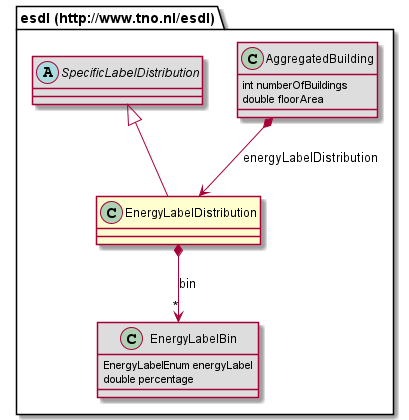 esdl (http://www.tno.nl/esdl)
A SpecificLabelDistribution
C AggregatedBuilding
int numberOfBuildings
double floorArea
energyLabelDistribution
C EnergyLabelDistribution
bin
*
C EnergyLabelBin
EnergyLabelEnum energyLabel
double percentage